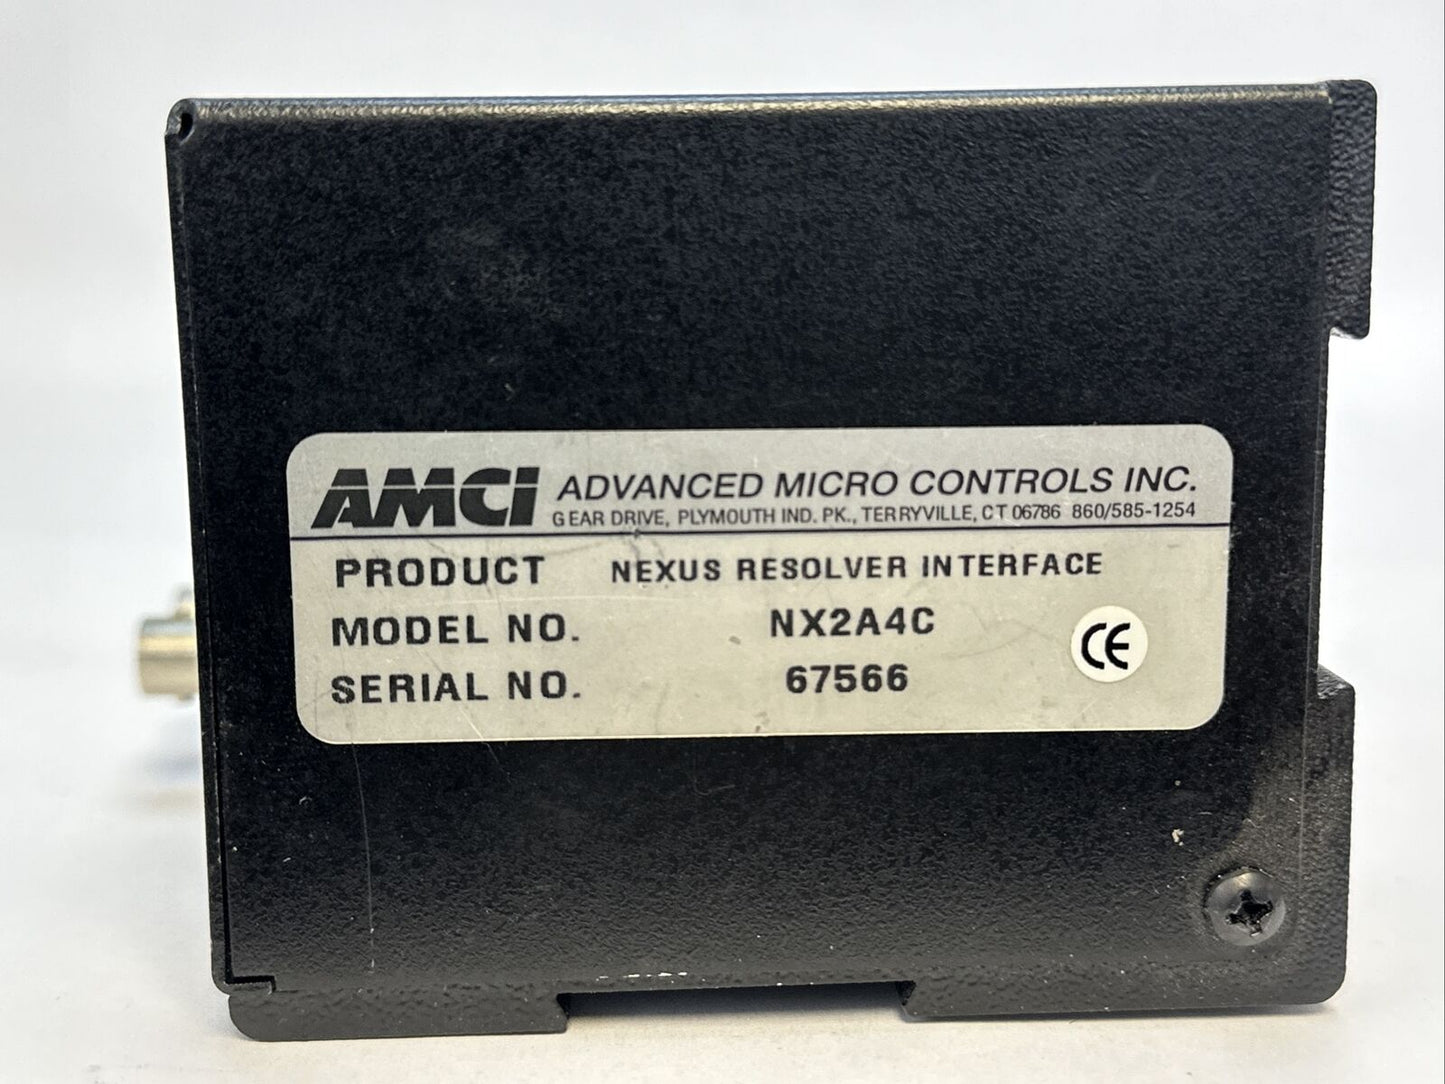 AMCI ADVANCED MICRO CONTROLS INC.
GEAR DRIVE, PLYMOUTH IND. PK., TERRYVILLE, CT 06786 860/585-1254
PRODUCT NEXUS RESOLVER INTERFACE
MODEL NO. NX2A4C
CE
SERIAL NO. 67566